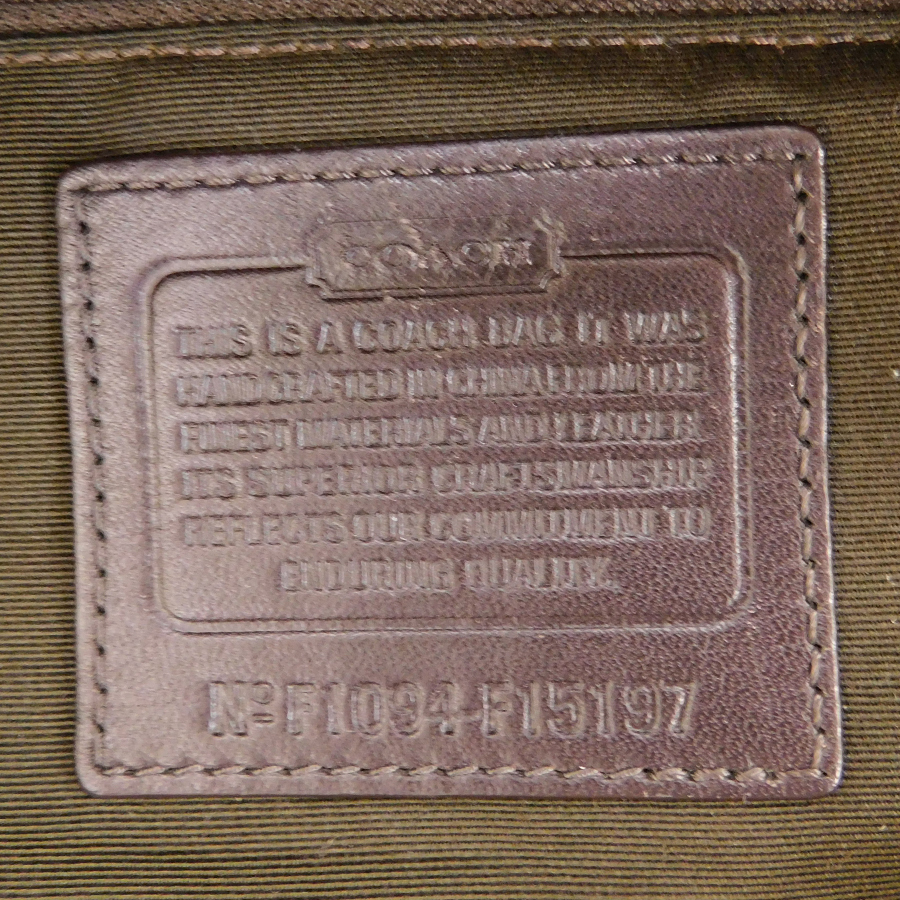 COACH
THIS IS A COACH BAG. IT WAS
HANDCRAFTED IN CHINA FROM THE
FINEST MATERIALS AND LEATHER.
ITS SUPERIOR CRAFTSMANSHIP
REFLECTS OUR COMMITMENT TO
ENDURING QUALITY.
Nº F1094-F15197